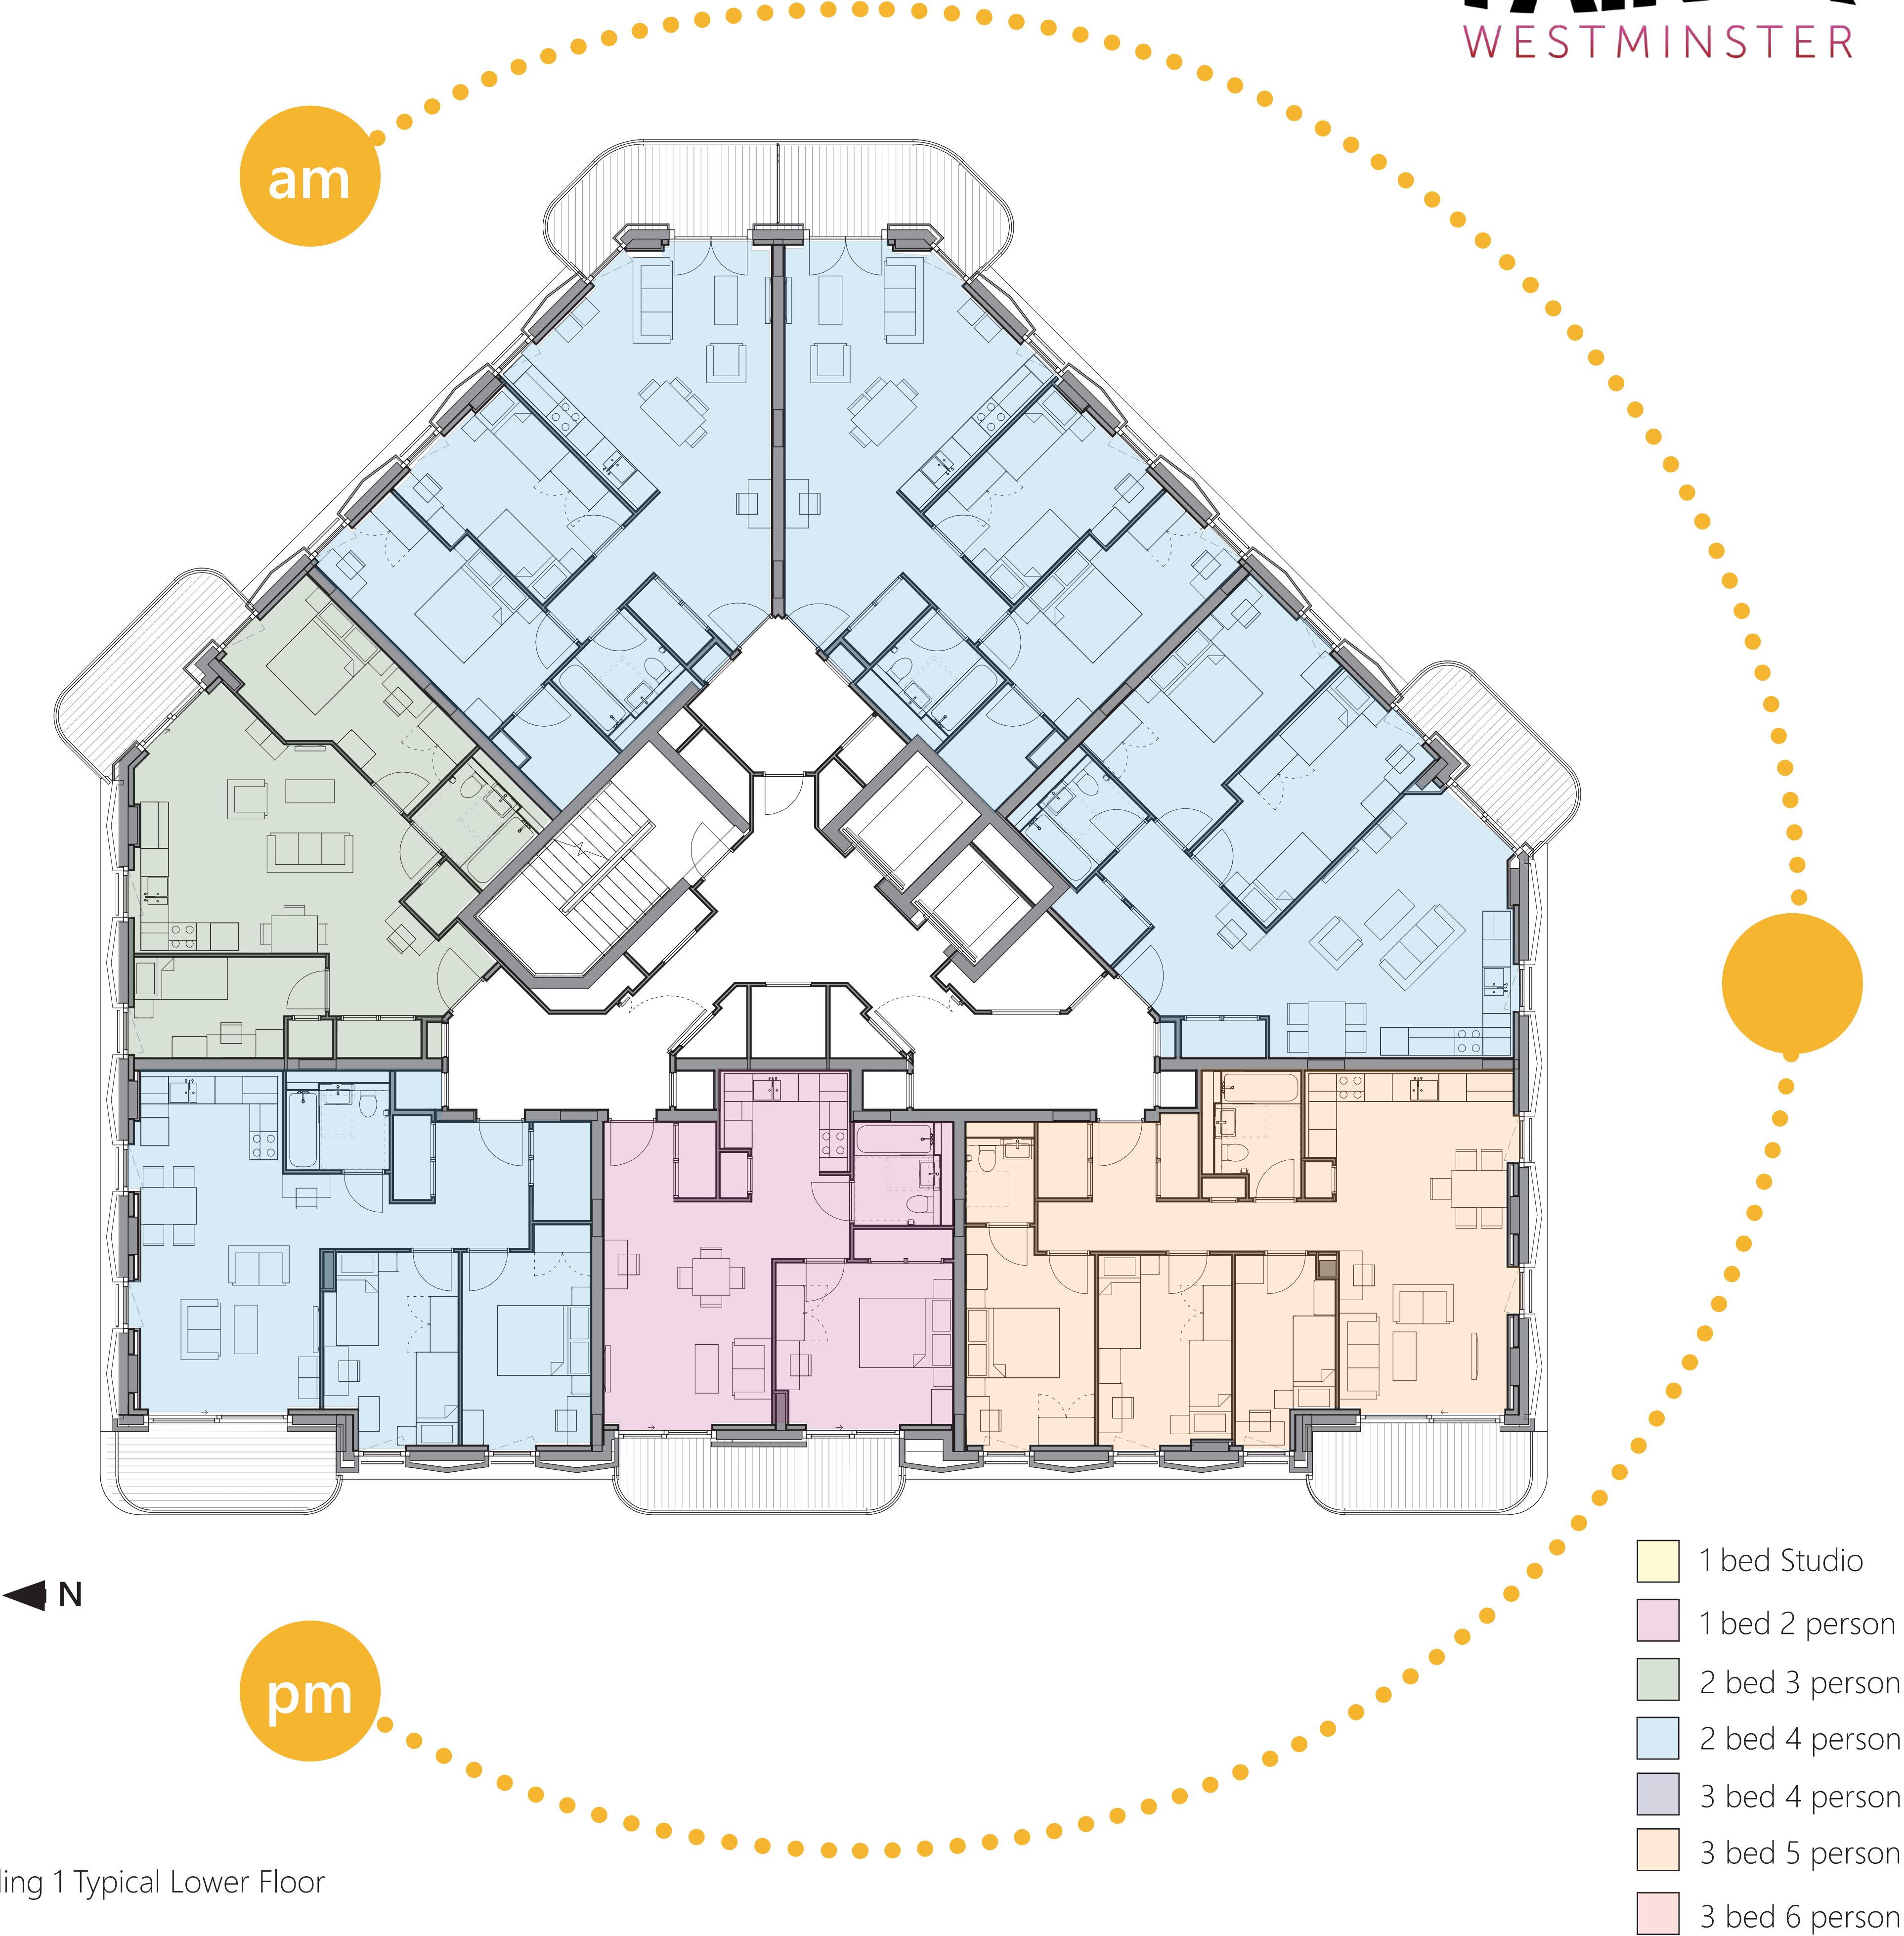 WESTMINSTER
am
N
pm
1 bed Studio
1 bed 2 person
2 bed 3 person
2 bed 4 person
3 bed 4 person
3 bed 5 person
3 bed 6 person
1 Typical Lower Floor